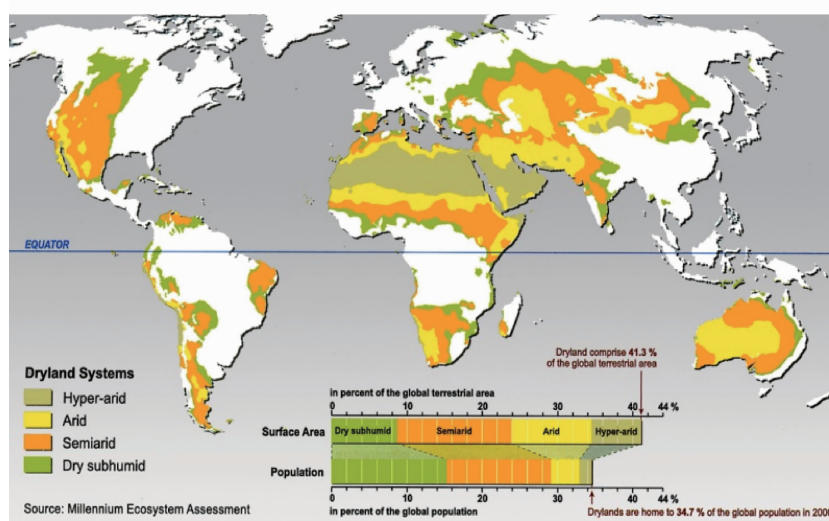 EQUATOR
Dryland Systems
Hyper-arid
Arid
Semiarid
Dry subhumid
Source: Millennium Ecosystem Assessment
Dryland comprise 41.3 %
of the global terrestrial area
in percent of the global terrestrial area
0 10 20 30 40 44 %
Surface Area Dry subhumid Semiarid Arid Hyper-arid
Population
0 10 20 30 40 44 %
in percent of the global population
Drylands are home to 34.7 % of the global population in 200